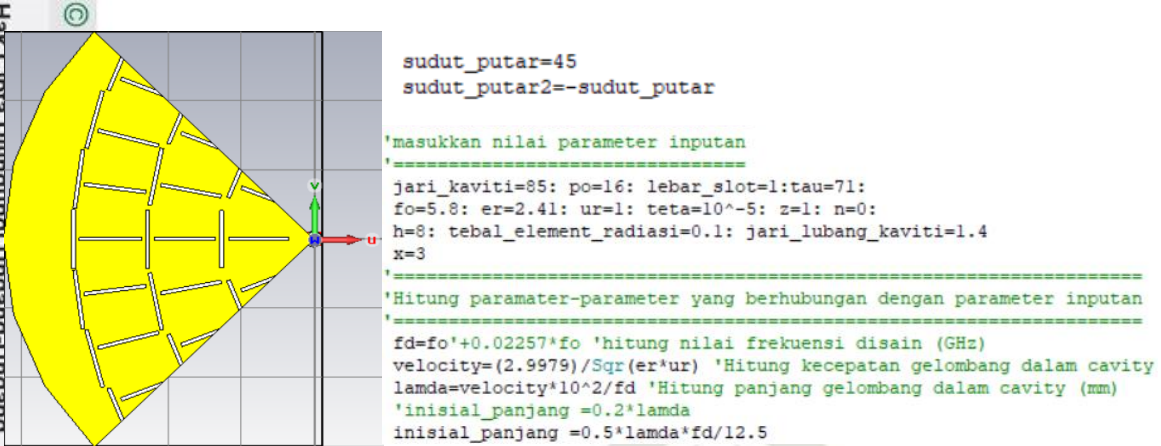 sudut_putar=45
sudut_putar2=-sudut_putar
'masukkan nilai parameter inputan
'================================
jari_kaviti=85: po=16: lebar_slot=1:tau=71:
fo=5.8: er=2.41: ur=1: teta=10^-5: z=1: n=0:
h=8: tebal_element_radiasi=0.1: jari_lubang_kaviti=1.4
x=3
'==================================================================
'Hitung paramater-parameter yang berhubungan dengan parameter inputan
'==================================================================
fd=fo'+0.02257*fo 'hitung nilai frekuensi disain (GHz)
velocity=(2.9979)/Sqr(er*ur) 'Hitung kecepatan gelombang dalam cavity
lamda=velocity*10^2/fd 'Hitung panjang gelombang dalam cavity (mm)
'inisial_panjang =0.2*lamda
inisial_panjang =0.5*lamda*fd/12.5
v
w
u